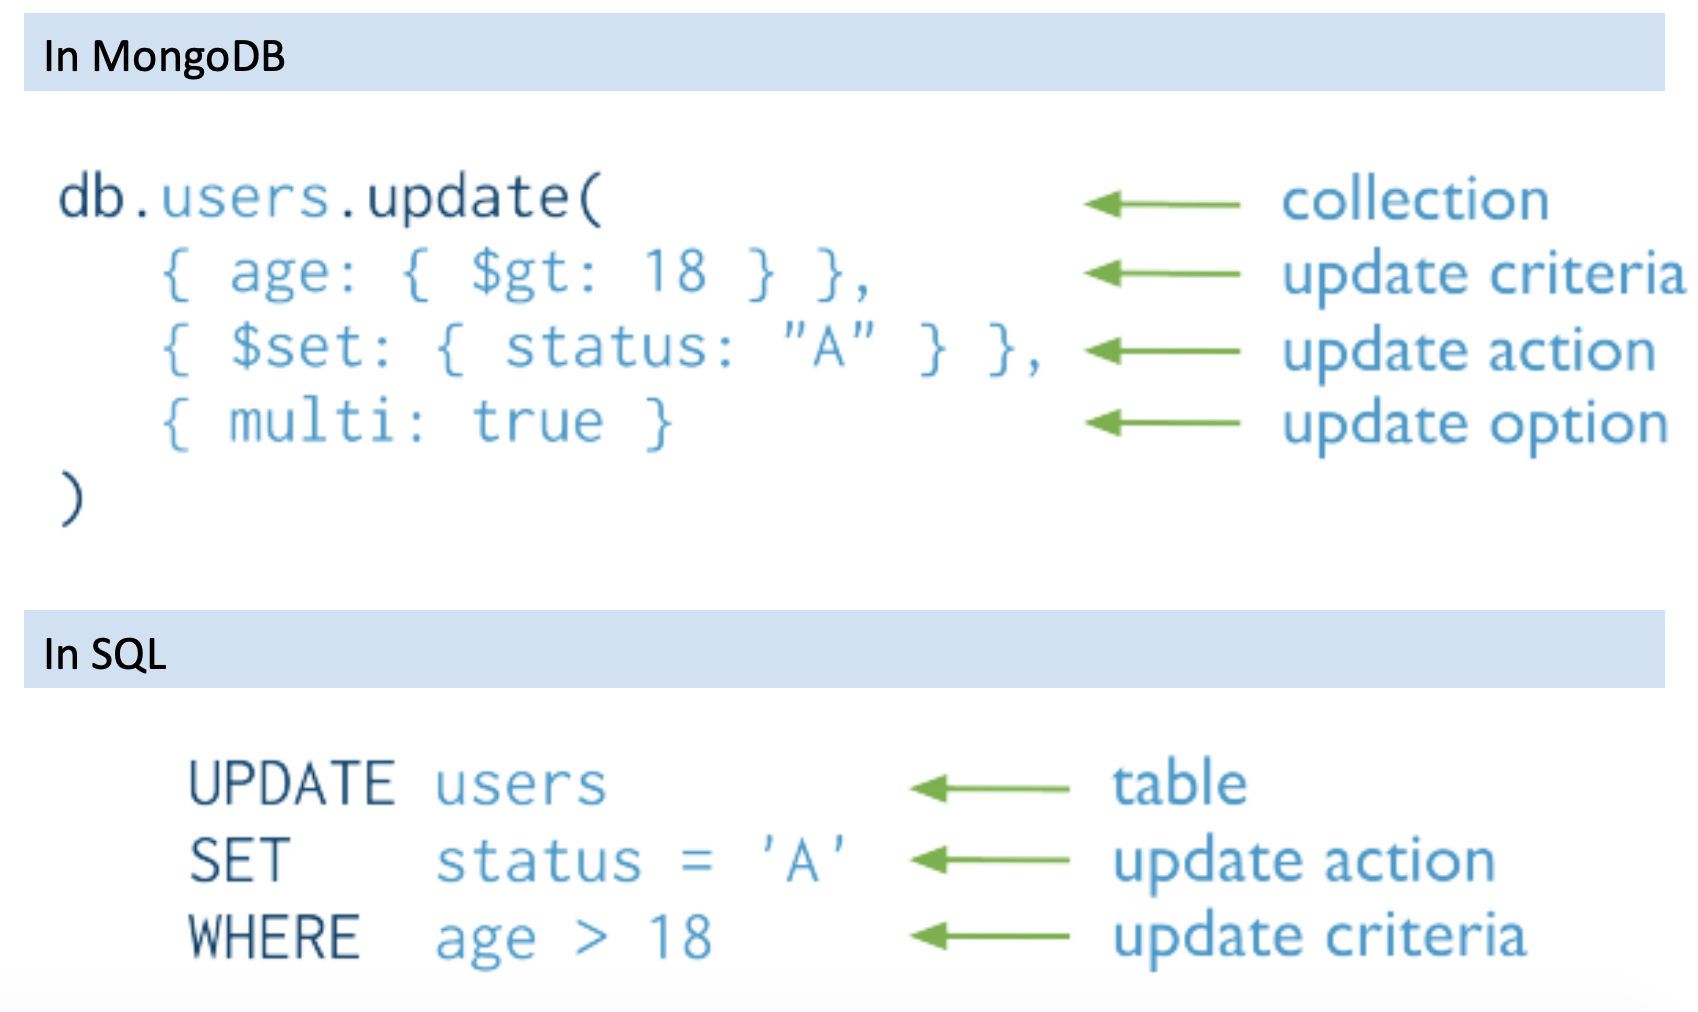 In MongoDB
db.users.update( collection
{ age: { $gt: 18 } }, update criteria
{ $set: { status: "A" } }, update action
{ multi: true } update option
)
In SQL
UPDATE users table
SET status = 'A' update action
WHERE age > 18 update criteria